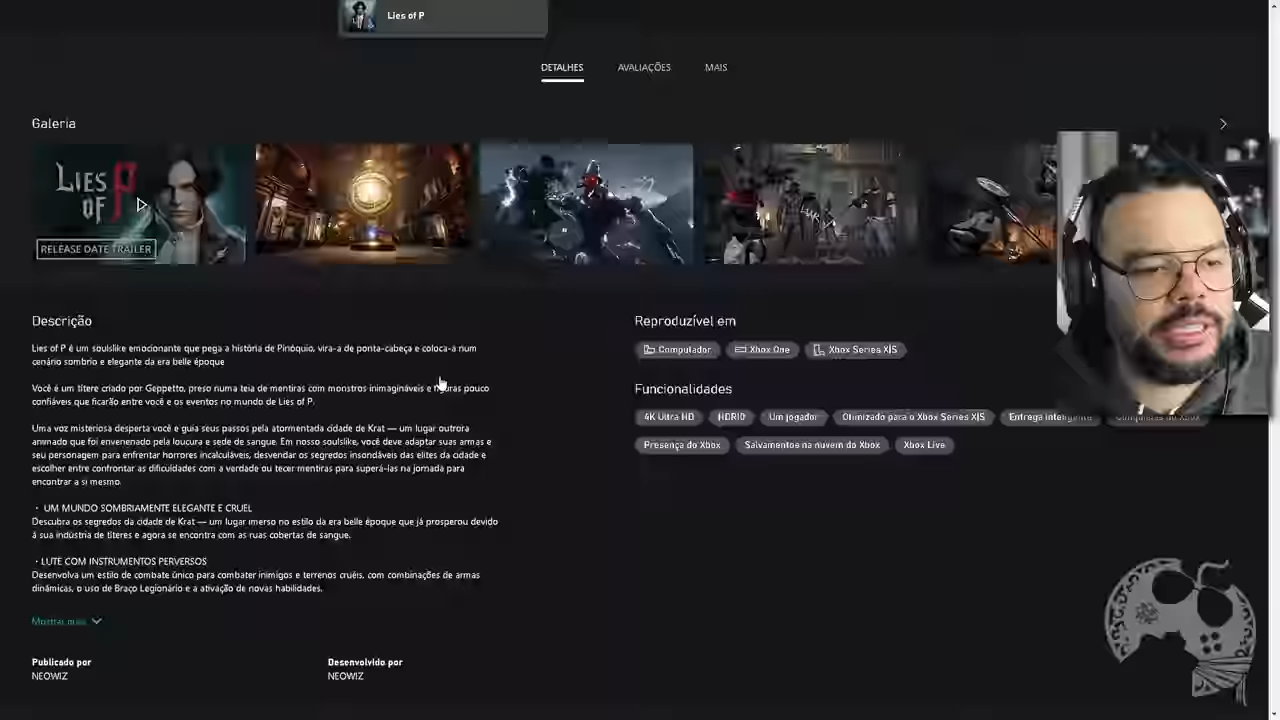 Lies of P
DETALHES
AVALIAÇÕES
MAIS
Galeria
LIES OF P
RELEASE DATE TRAILER
Descrição
Lies of P é um soulslike emocionante que pega a história de Pinóquio, vira-a de ponta-cabeça e coloca-a num
cenário sombrio e elegante da era belle époque
Você é um títere criado por Geppetto, preso numa teia de mentiras com monstros inimagináveis e figuras pouco
confiáveis que ficarão entre você e os eventos no mundo de Lies of P.
Uma voz misteriosa desperta você e guia seus passos pela atormentada cidade de Krat — um lugar outrora
animado que foi envenenado pela loucura e sede de sangue. Em nosso soulslike, você deve adaptar suas armas e
seu personagem para enfrentar horrores incalculáveis, desvendar os segredos insondáveis das elites da cidade e
escolher entre confrontar as dificuldades com a verdade ou tecer mentiras para superá-las na jornada para
encontrar a si mesmo.
・ UM MUNDO SOMBRIAMENTE ELEGANTE E CRUEL
Descubra os segredos da cidade de Krat — um lugar imerso no estilo da era belle époque que já prosperou devido
à sua indústria de títeres e agora se encontra com as ruas cobertas de sangue.
・LUTE COM INSTRUMENTOS PERVERSOS
Desenvolva um estilo de combate único para combater inimigos e terrenos cruéis, com combinações de armas
dinâmicas, o uso de Braço Legionário e a ativação de novas habilidades.
Mostrar mais
Publicado por
NEOWIZ
Desenvolvido por
NEOWIZ
Reproduzível em
Computador
Xbox One
Xbox Series X|S
Funcionalidades
4K Ultra HD
HDR10
Um jogador
Otimizado para o Xbox Series X|S
Entrega inteligente
Conquistas no Xbox
Presença do Xbox
Salvamentos na nuvem do Xbox
Xbox Live